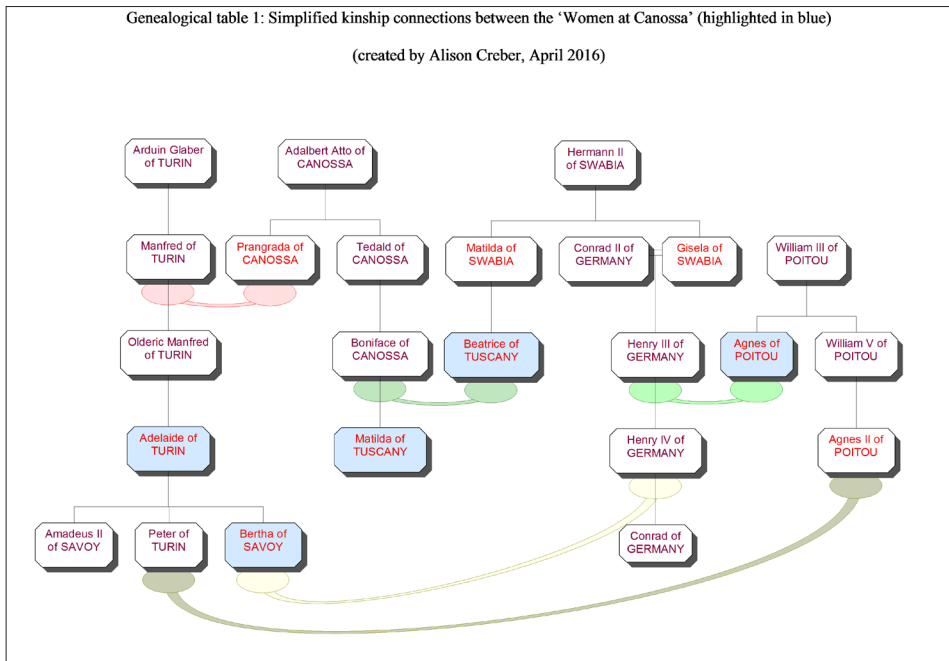 Genealogical table 1: Simplified kinship connections between the ‘Women at Canossa’ (highlighted in blue)
(created by Alison Creber, April 2016)
Arduin Glaber
of TURIN
Adalbert Atto of
CANOSSA
Hermann II
of SWABIA
Manfred of
TURIN
Prangrada of
CANOSSA
Tedald of
CANOSSA
Matilda of
SWABIA
Conrad II of
GERMANY
Gisela of
SWABIA
William III of
POITOU
Olderic Manfred
of TURIN
Boniface of
CANOSSA
Beatrice of
TUSCANY
Henry III of
GERMANY
Agnes of
POITOU
William V of
POITOU
Adelaide of
TURIN
Matilda of
TUSCANY
Henry IV of
GERMANY
Agnes II of
POITOU
Amadeus II
of SAVOY
Peter of
TURIN
Bertha of
SAVOY
Conrad of
GERMANY